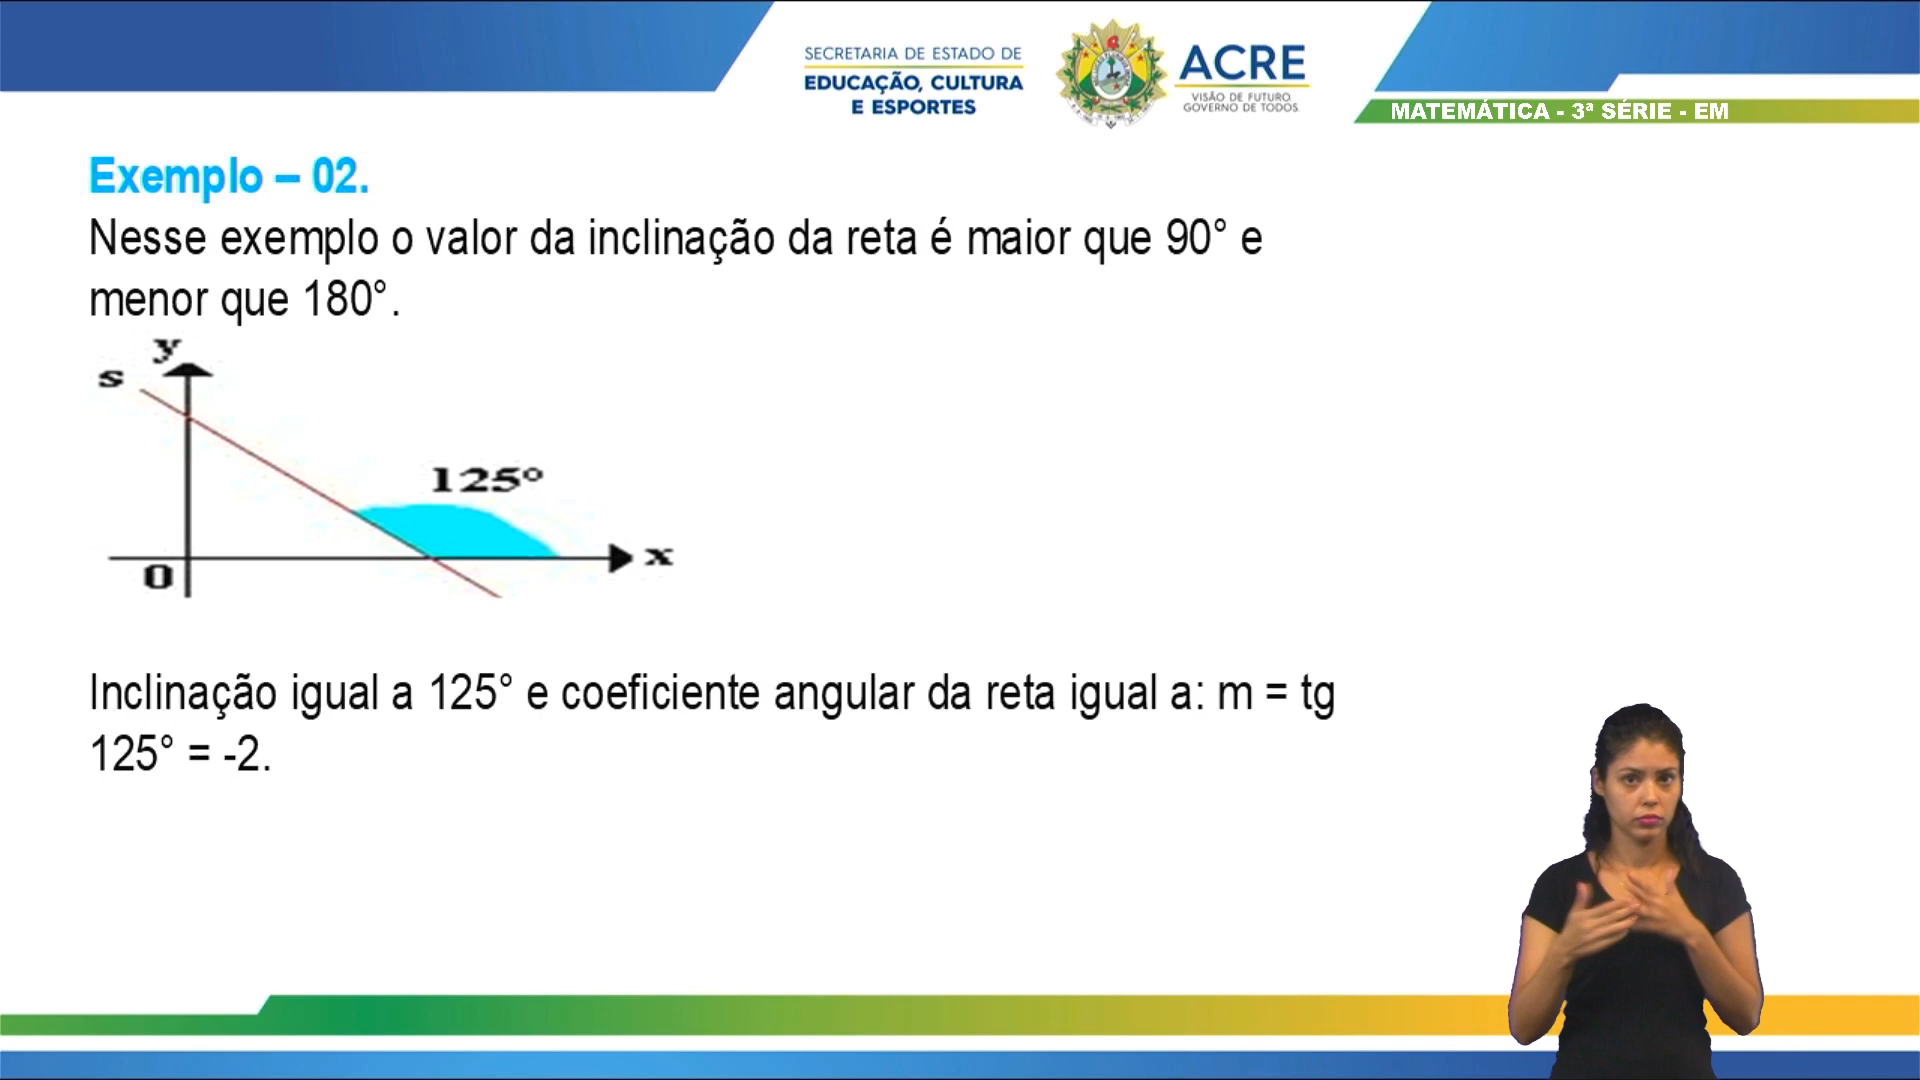 SECRETARIA DE ESTADO DE
EDUCAÇÃO, CULTURA
E ESPORTES
ACRE
VISÃO DE FUTURO.
GOVERNO DE TODOS.
MATEMÁTICA - 3ª SÉRIE - EM
Exemplo – 02.
Nesse exemplo o valor da inclinação da reta é maior que 90° e
menor que 180°.
y
s
125º
x
0
Inclinação igual a 125° e coeficiente angular da reta igual a: m = tg
125° = -2.